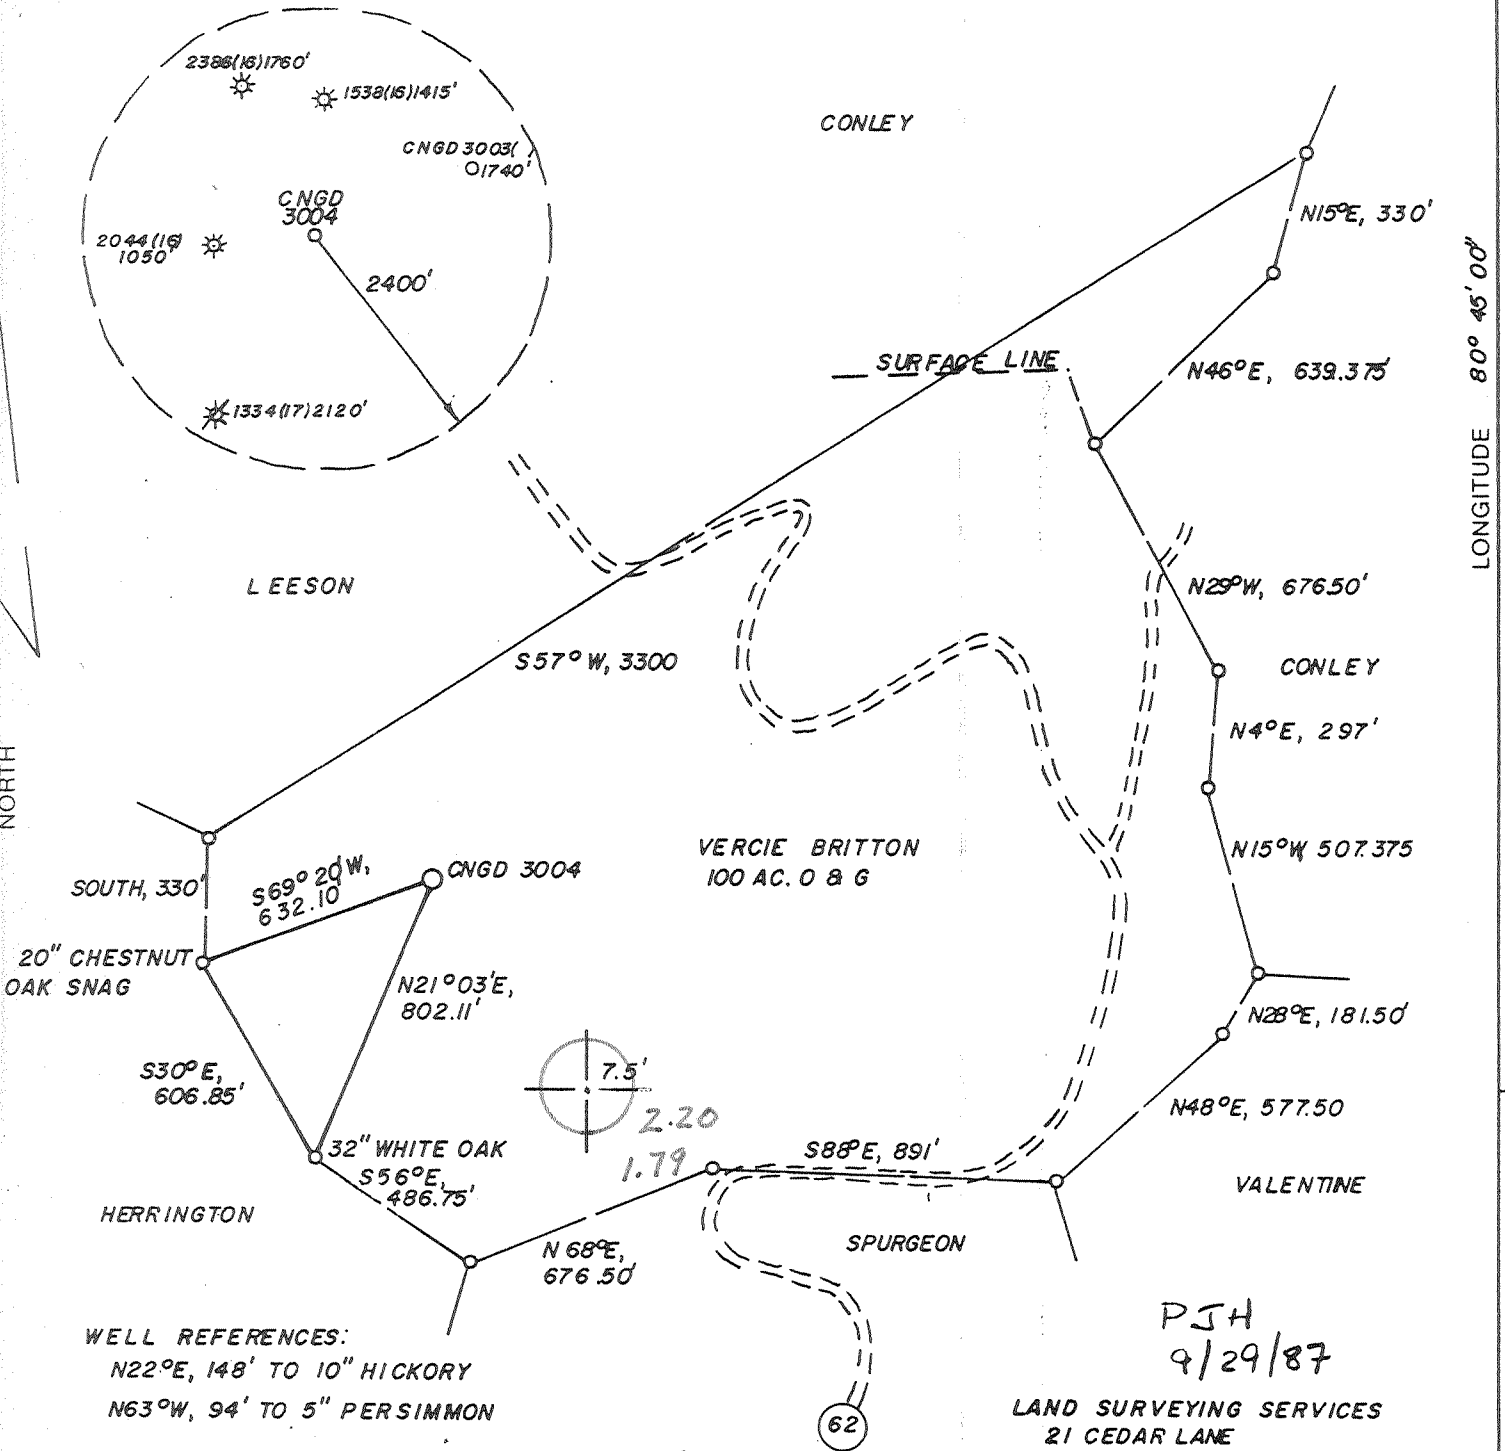 2386(16)1760'
1538(16)1415'
CNGD 3003( )
1740'
CNGD
3004
2044(16)
1050'
2400'
1334(17)2120'
CONLEY
N15°E, 330'
SURFACE LINE
N46°E, 639.375'
LONGITUDE 80° 45' 00"
LEESON
N29°W, 676.50'
S57°W, 3300
CONLEY
N4°E, 297'
NORTH
VERCIE BRITTON
100 AC. O & G
N15°W, 507.375
SOUTH, 330'
S69° 20' W,
632.10'
CNGD 3004
20" CHESTNUT
OAK SNAG
N21°03'E,
802.11'
N28°E, 181.50'
S30°E,
606.85'
7.5'
2.20
1.79
N48°E, 577.50
32" WHITE OAK
S56°E,
486.75'
S88°E, 891'
VALENTINE
HERRINGTON
SPURGEON
N 68°E,
676.50'
WELL REFERENCES:
N22°E, 148' TO 10" HICKORY
N63°W, 94' TO 5" PERSIMMON
62
PJH
9/29/87
LAND SURVEYING SERVICES
21 CEDAR LANE